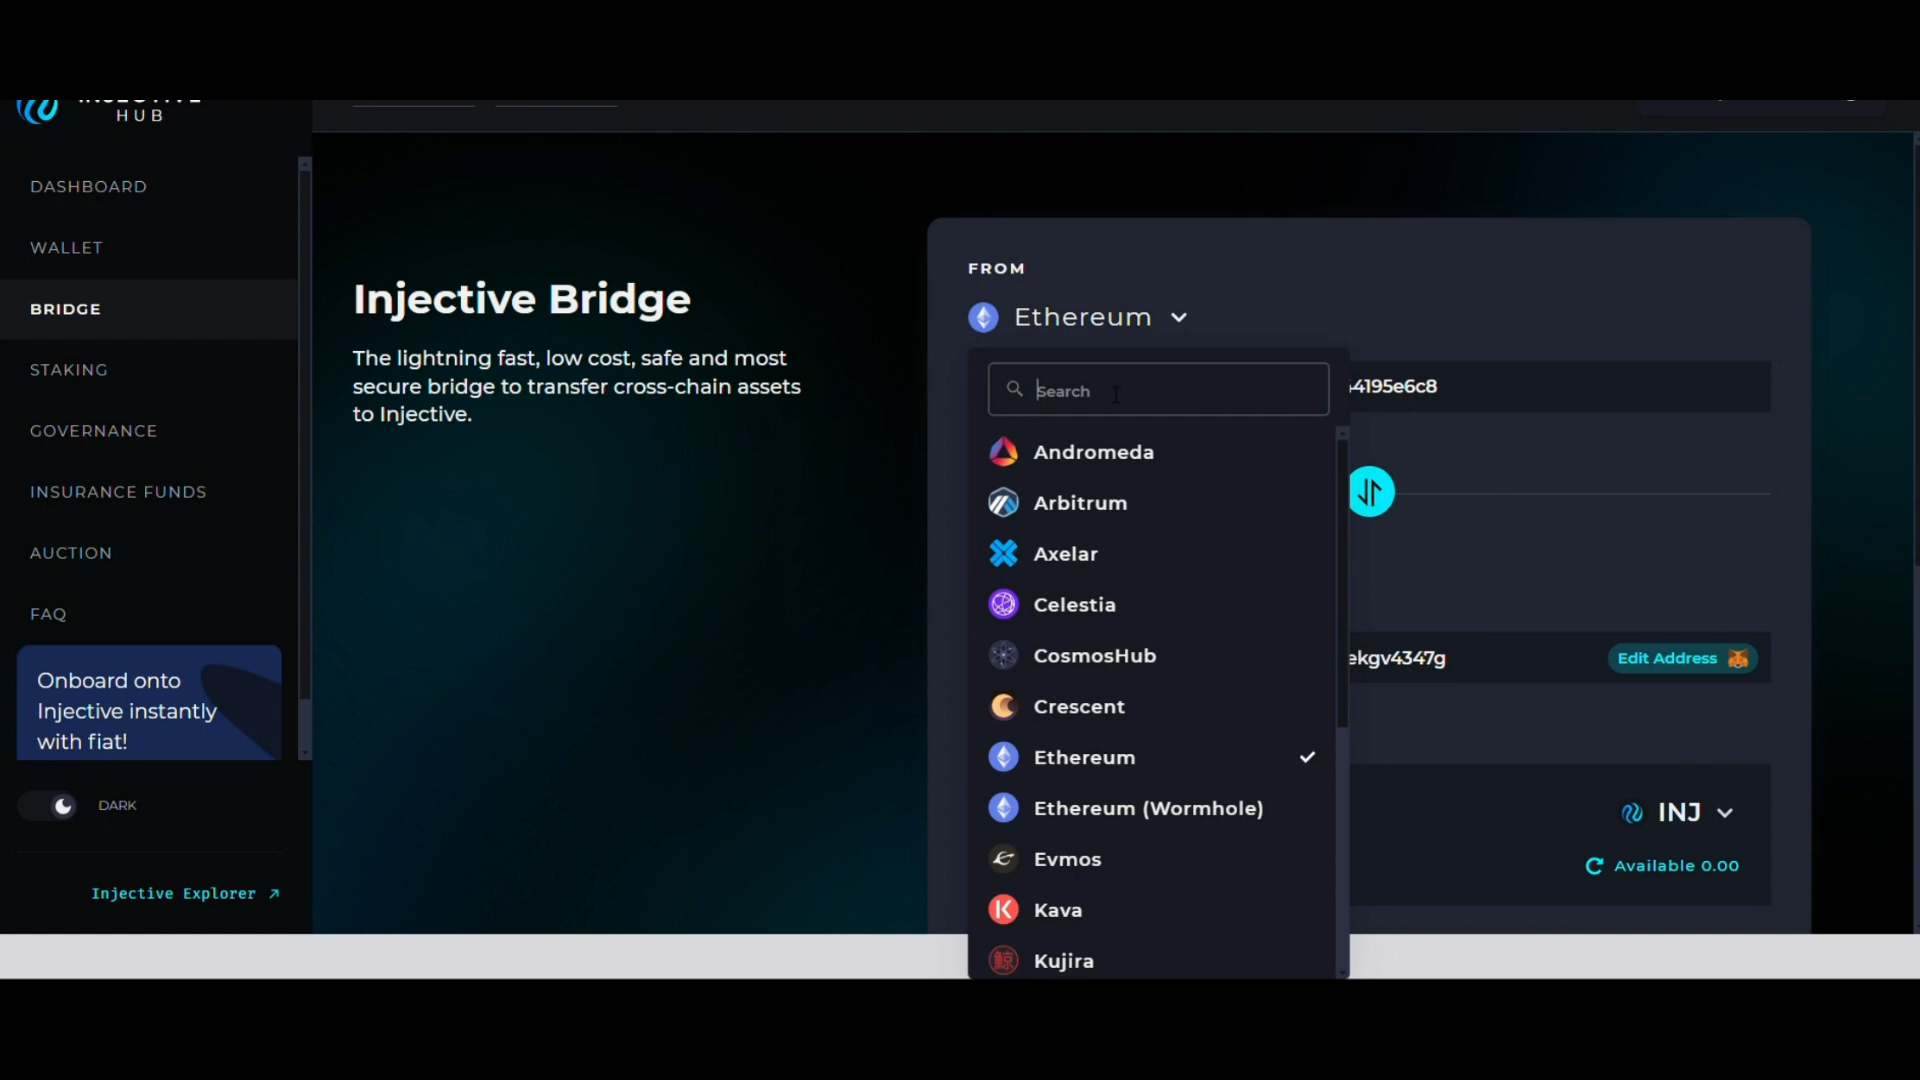 HUB
DASHBOARD
WALLET
BRIDGE
STAKING
GOVERNANCE
INSURANCE FUNDS
AUCTION
FAQ
Onboard onto
Injective instantly
with fiat!
DARK
Injective Explorer
Injective Bridge
The lightning fast, low cost, safe and most
secure bridge to transfer cross-chain assets
to Injective.
FROM
Ethereum
Search
Andromeda
Arbitrum
Axelar
Celestia
CosmosHub
Crescent
Ethereum
Ethereum (Wormhole)
Evmos
Kava
鯨 Kujira
4195e6c8
ekgv4347g
Edit Address
INJ
Available 0.00